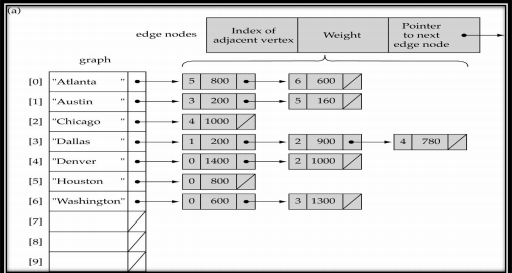 (a)
edge nodes
Index of adjacent vertex
Weight
Pointer to next edge node
graph
[0] "Atlanta " 5 800 6 600
[1] "Austin " 3 200 5 160
[2] "Chicago " 4 1000
[3] "Dallas " 1 200 2 900 4 780
[4] "Denver " 0 1400 2 1000
[5] "Houston " 0 800
[6] "Washington" 0 600 3 1300
[7]
[8]
[9]